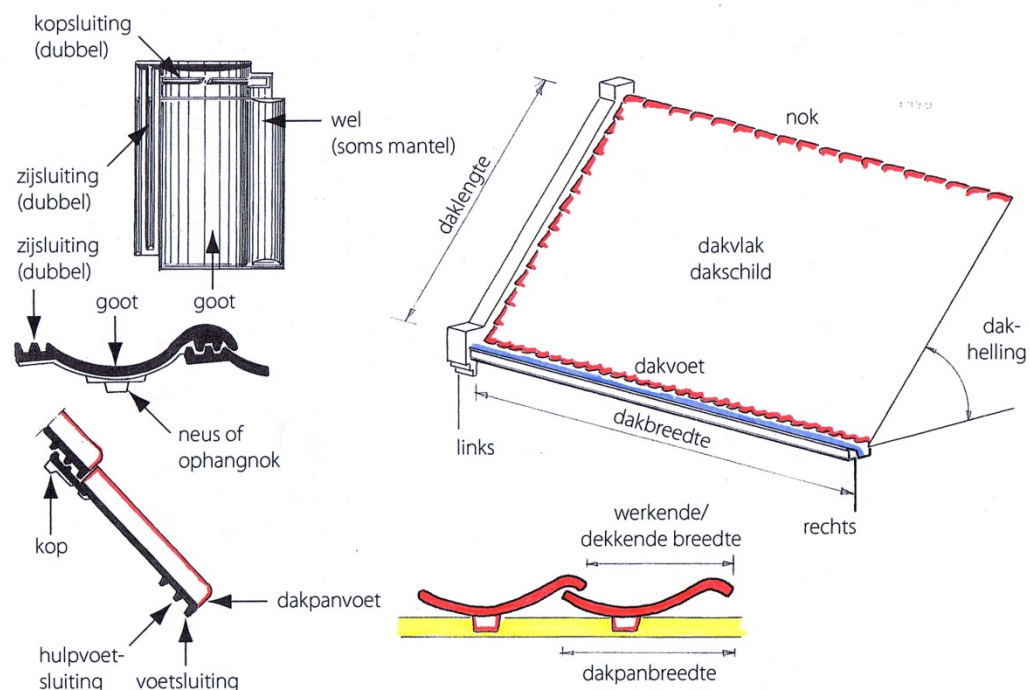 kopsluiting
(dubbel)
wel
(soms mantel)
zijsluiting
(dubbel)
zijsluiting
(dubbel)
goot
goot
neus of
ophangnok
kop
dakpanvoet
hulpvoet-
sluiting
voetsluiting
nok
daklengte
dakvlak
dakschild
dak-
helling
dakvoet
dakbreedte
links
rechts
werkende/
dekkende breedte
dakpanbreedte